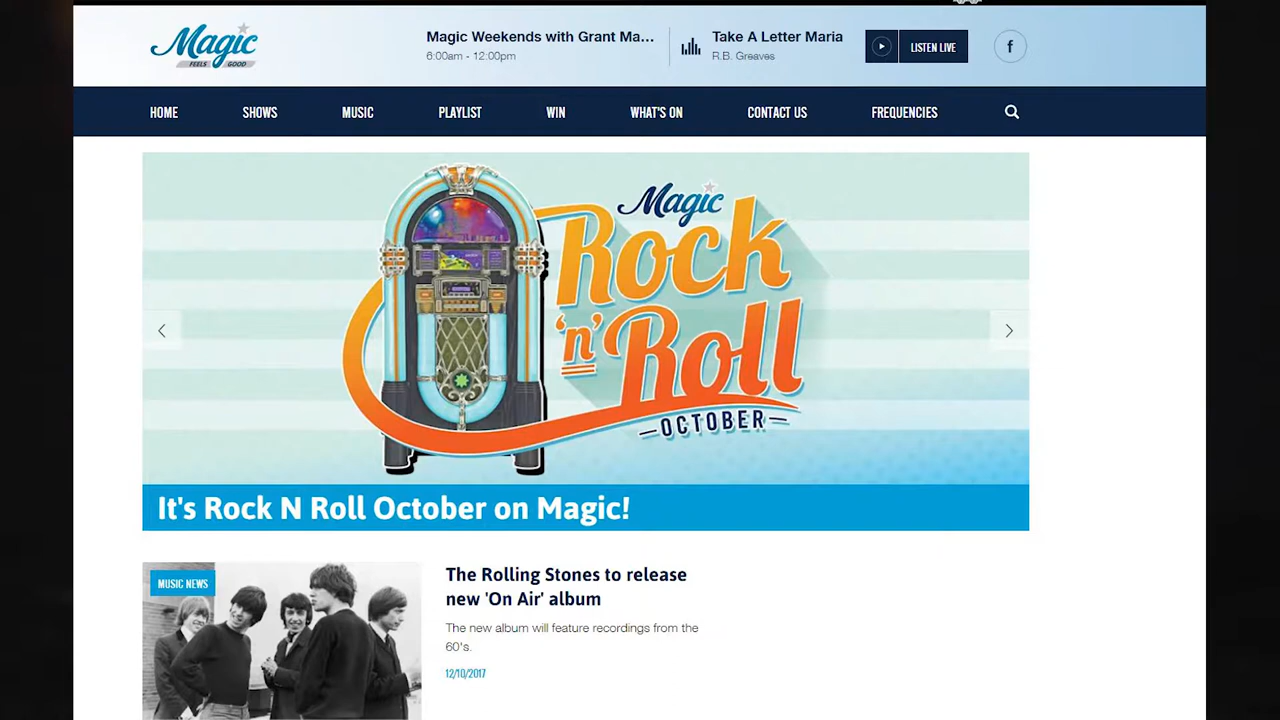 Magic
FEELS GOOD
Magic Weekends with Grant Ma...
6:00am - 12:00pm
Take A Letter Maria
R.B. Greaves
LISTEN LIVE
f
HOME
SHOWS
MUSIC
PLAYLIST
WIN
WHAT'S ON
CONTACT US
FREQUENCIES
Magic
Rock
'n' Roll
—OCTOBER—
It's Rock N Roll October on Magic!
MUSIC NEWS
The Rolling Stones to release
new 'On Air' album
The new album will feature recordings from the
60's.
12/10/2017